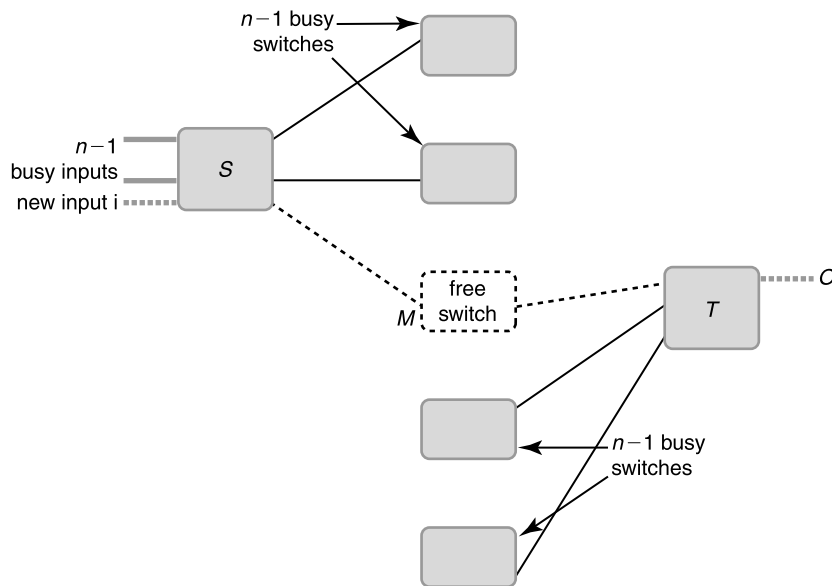 n−1 busy
switches
n−1
busy inputs
new input i
S
free
switch
M
T
O
n−1 busy
switches